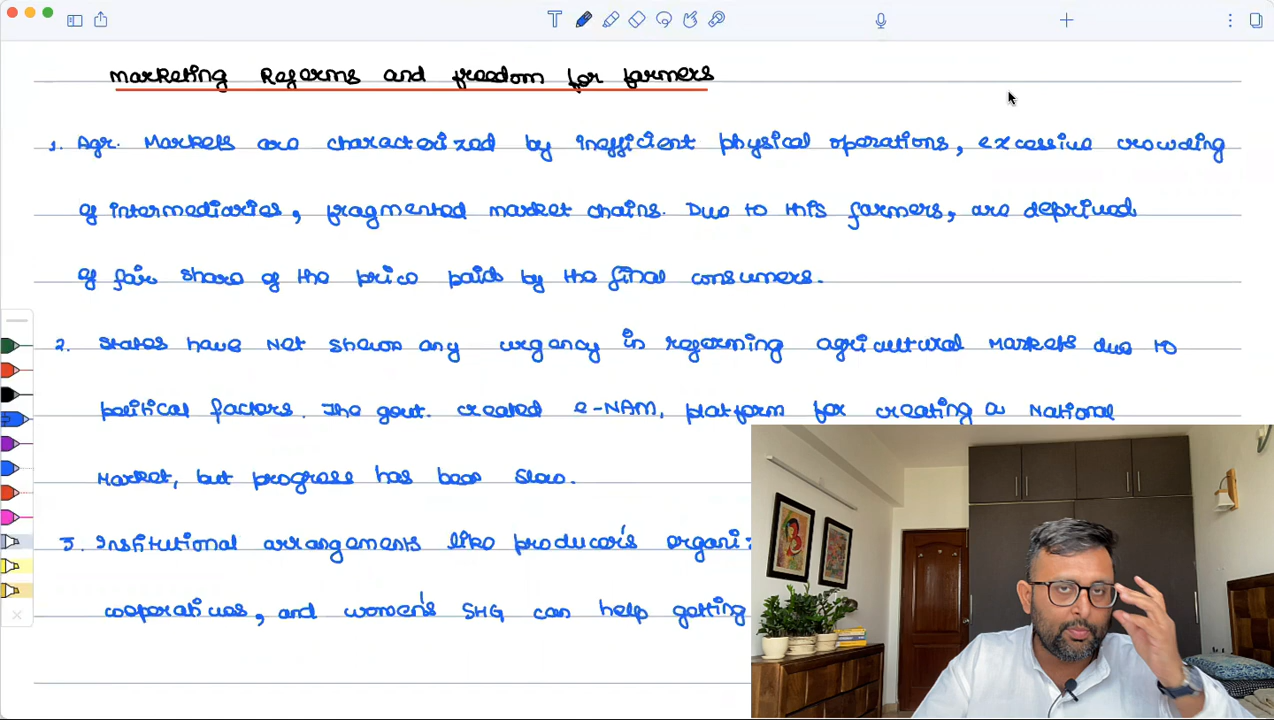 Marketing Reforms and freedom for farmers
1. Agr. Markets are characterized by inefficient physical operations, excessive crowding
of intermediaries, fragmented market chains. Due to this farmers, are deprived
of fair share of the price paid by the final consumers.
2. States have not shown any urgency in reforming agricultural markets due to
political factors. The govt. created e-NAM, platform for creating a National
Market, but progress has been slow.
3. Institutional arrangements like producer's
cooperatives, and women's SHG can help getting